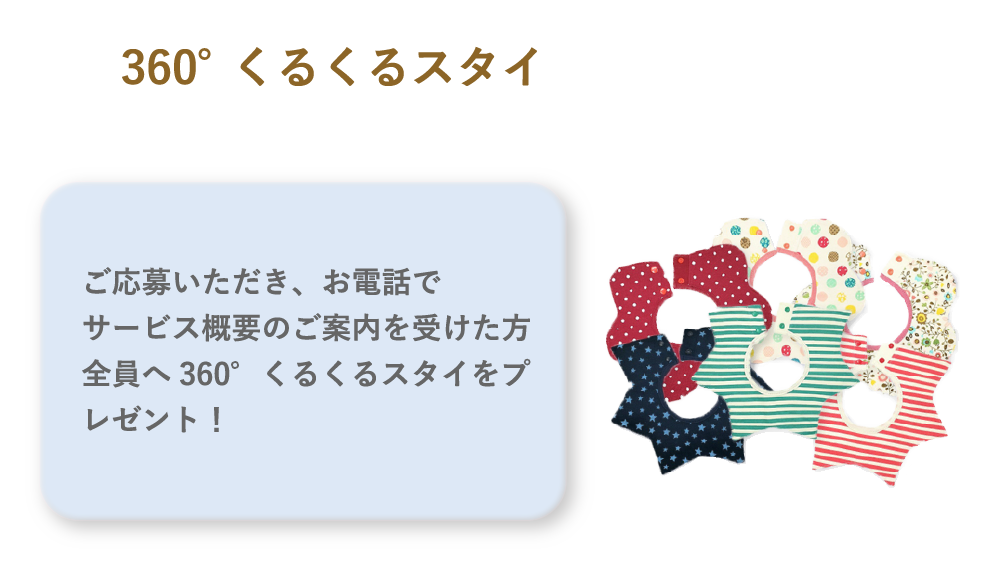 360°くるくるスタイ
ご応募いただき、お電話で
サービス概要のご案内を受けた方
全員へ 360°くるくるスタイをプ
レゼント！